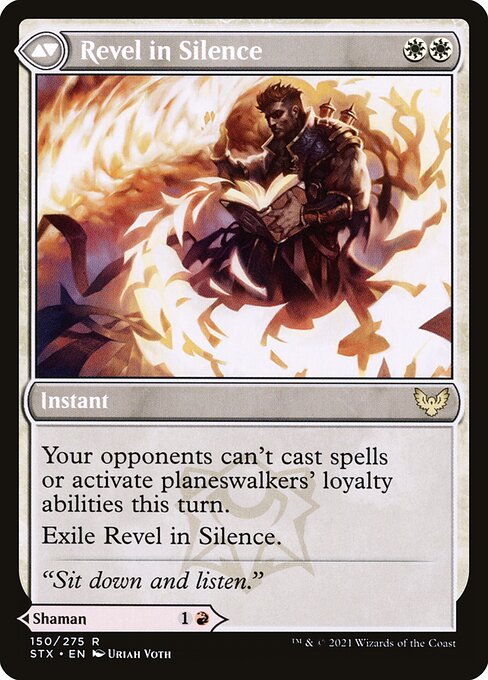 Revel in Silence
Instant
Your opponents can't cast spells
or activate planeswalkers' loyalty
abilities this turn.
Exile Revel in Silence.
"Sit down and listen."
Shaman 1
150/275 R
STX • EN Uriah Voth
™ & © 2021 Wizards of the Coast